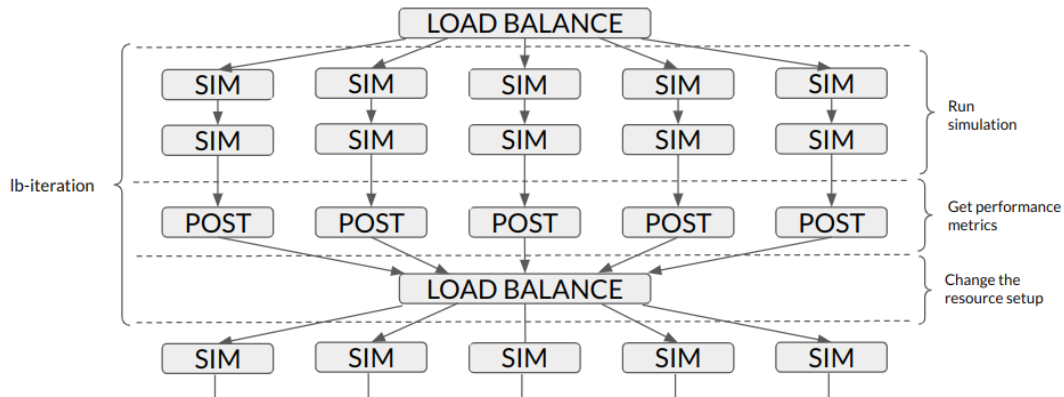 LOAD BALANCE
SIM SIM SIM SIM SIM
Run
simulation
SIM SIM SIM SIM SIM
lb-iteration
POST POST POST POST POST
Get performance
metrics
LOAD BALANCE
Change the
resource setup
SIM SIM SIM SIM SIM